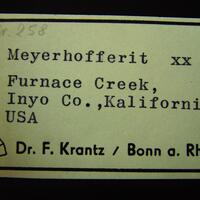 Nr. 258
Meyerhofferit xx
Furnace Creek,
Inyo Co.,Kaliforni
USA
Dr. F. Krantz / Bonn a. Rh